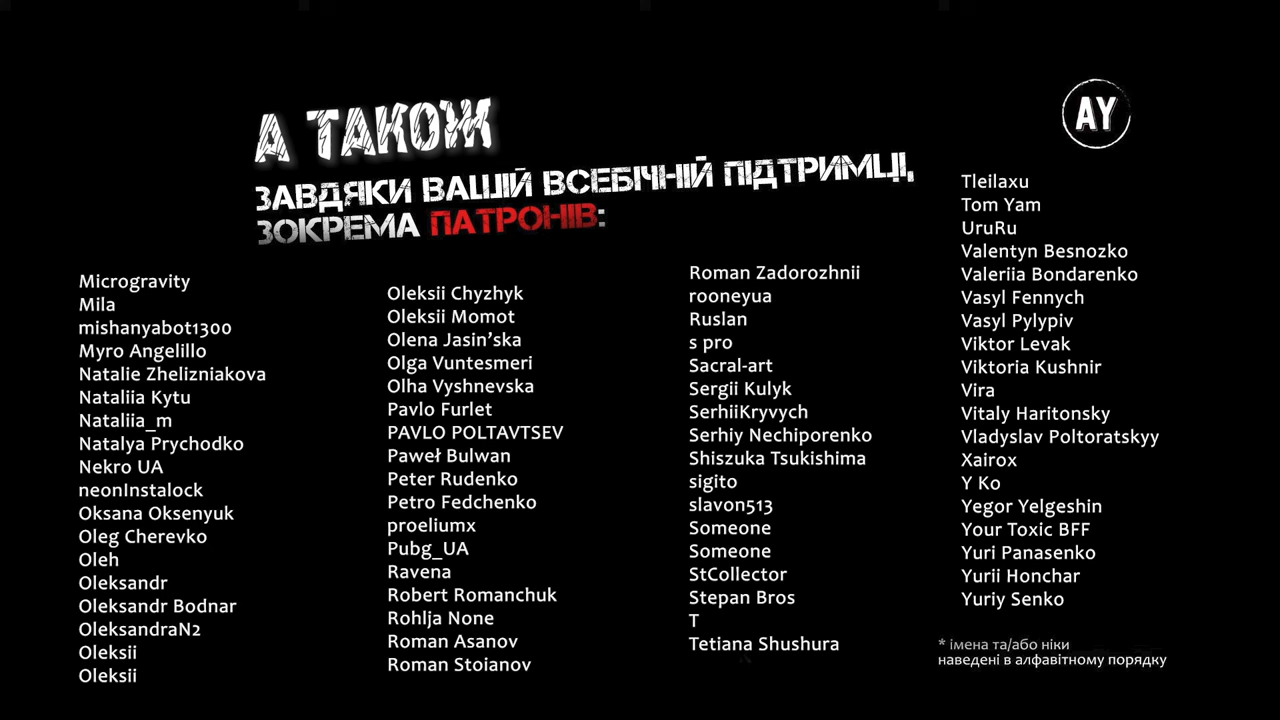 А ТАКОЖ
ЗАВДЯКИ ВАШІЙ ВСЕБІЧНІЙ ПІДТРИМЦІ,
ЗОКРЕМА ПАТРОНІВ:
AY
Microgravity
Mila
mishanyabot1300
Myro Angelillo
Natalie Zhelizniakova
Nataliia Kytu
Nataliia_m
Natalya Prychodko
Nekro UA
neonInstalock
Oksana Oksenyuk
Oleg Cherevko
Oleh
Oleksandr
Oleksandr Bodnar
OleksandraN2
Oleksii
Oleksii
Oleksii Chyzhyk
Oleksii Momot
Olena Jasin’ska
Olga Vuntesmeri
Olha Vyshnevska
Pavlo Furlet
PAVLO POLTAVTSEV
Paweł Bulwan
Peter Rudenko
Petro Fedchenko
proeliumx
Pubg_UA
Ravena
Robert Romanchuk
Rohlja None
Roman Asanov
Roman Stoianov
Roman Zadorozhnii
rooneyua
Ruslan
s pro
Sacral-art
Sergii Kulyk
SerhiiKryvych
Serhiy Nechiporenko
Shiszuka Tsukishima
sigito
slavon513
Someone
Someone
StCollector
Stepan Bros
T
Tetiana Shushura
Tleilaxu
Tom Yam
UruRu
Valentyn Besnozko
Valeriia Bondarenko
Vasyl Fennych
Vasyl Pylypiv
Viktor Levak
Viktoria Kushnir
Vira
Vitaly Haritonsky
Vladyslav Poltoratskyy
Xairox
Y Ko
Yegor Yelgeshin
Your Toxic BFF
Yuri Panasenko
Yurii Honchar
Yuriy Senko
* імена та/або ніки
наведені в алфавітному порядку